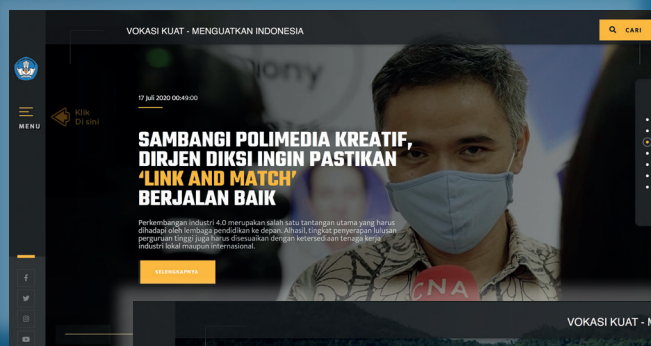 VOKASI KUAT - MENGUATKAN INDONESIA
CARI
iony
17 Juli 2020 00:49:00
Klik
Di sini
MENU
SAMBANGI POLIMEDIA KREATIF,
DIRJEN DIKSI INGIN PASTIKAN
‘LINK AND MATCH’
BERJALAN BAIK
Perkembangan industri 4.0 merupakan salah satu tantangan utama yang harus
dihadapi oleh lembaga pendidikan ke depan. Alhasil, tingkat penyerapan lulusan
perguruan tinggi juga harus disesuaikan dengan ketersediaan tenaga kerja
industri lokal maupun internasional.
SELENGKAPNYA
CNA
VOKASI KUAT - M